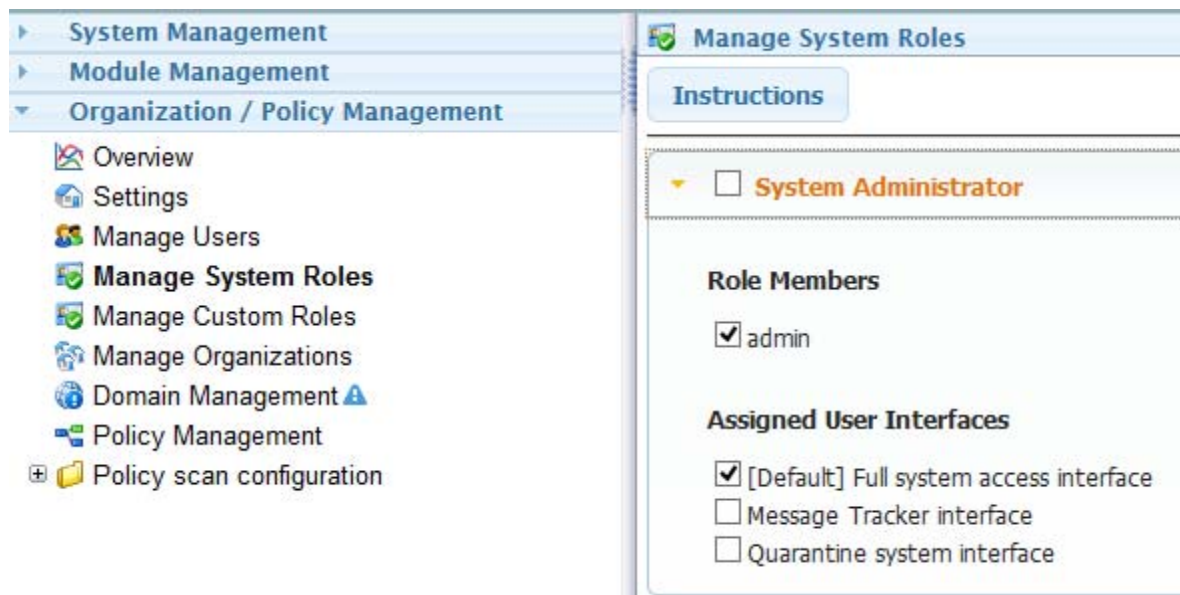 System Management
Module Management
Organization / Policy Management
Overview
Settings
Manage Users
Manage System Roles
Manage Custom Roles
Manage Organizations
Domain Management
Policy Management
Policy scan configuration
Manage System Roles
Instructions
System Administrator
Role Members
admin
Assigned User Interfaces
[Default] Full system access interface
Message Tracker interface
Quarantine system interface